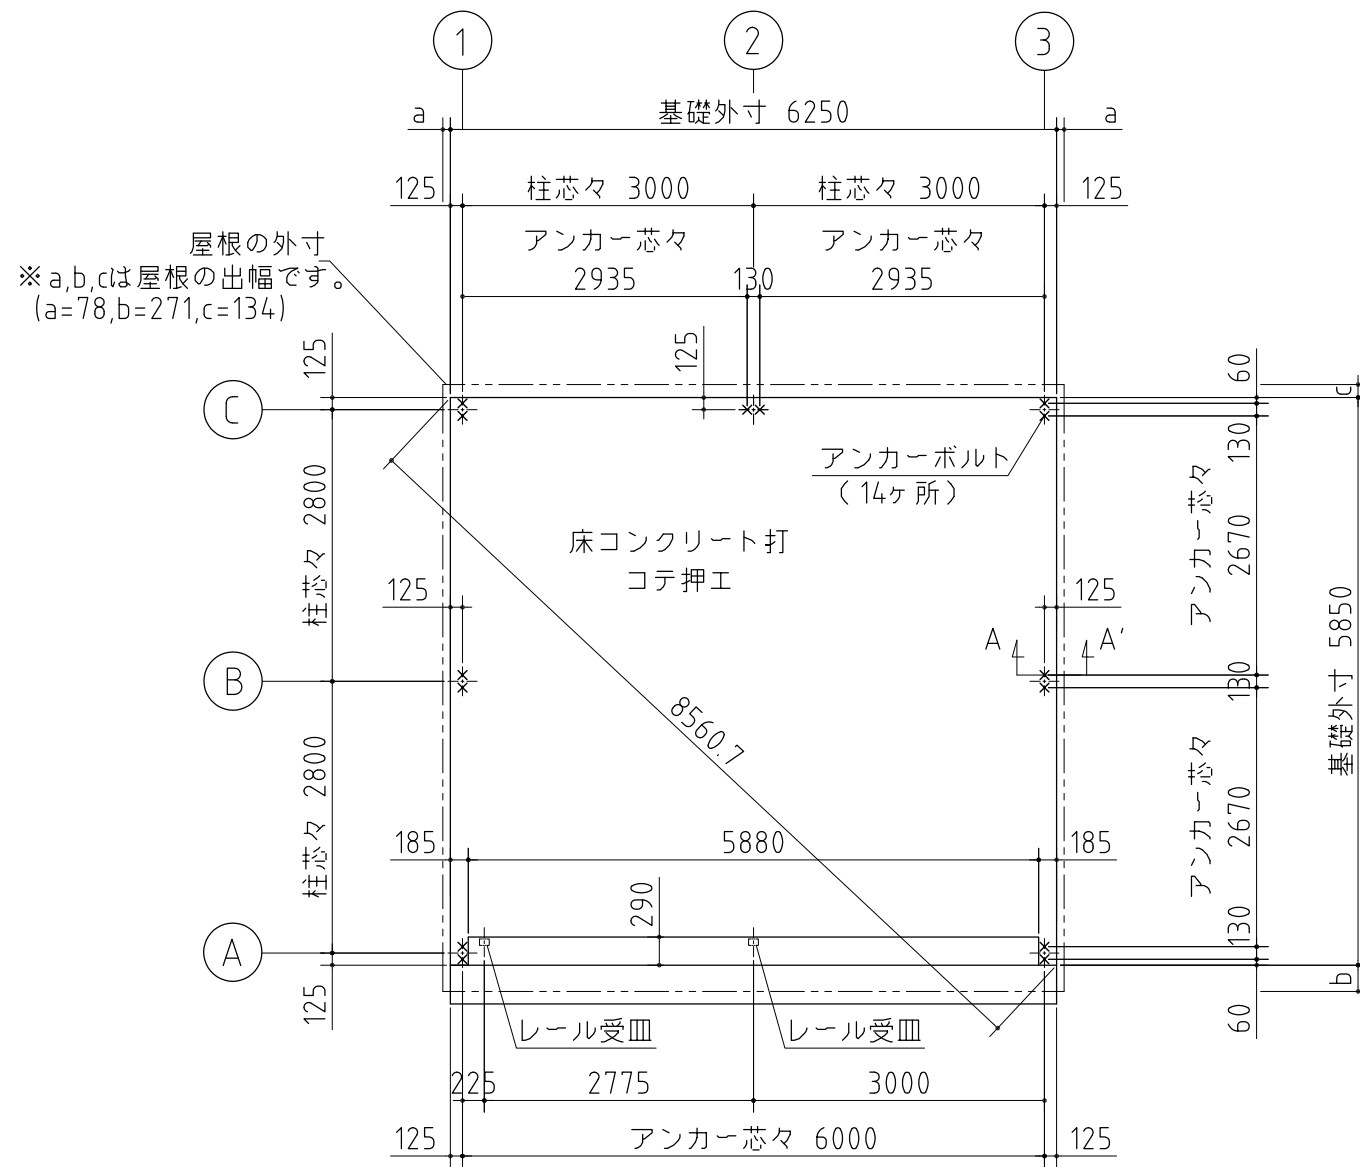 1 2 3
a 基礎外寸 6250 a
125 柱芯々 3000 柱芯々 3000 125
アンカー芯々 アンカー芯々
2935 130 2935
屋根の外寸
※a,b,cは屋根の出幅です。
(a=78,b=271,c=134)
125
125
60
c
C
130
アンカーボルト
(14ヶ所)
柱芯々 2800
アンカー芯々
2670
床コンクリート打
コテ押エ
125
125
A A'
B
130
基礎外寸 5850
8560.7
柱芯々 2800
アンカー芯々
2670
185 5880 185
290
130
A
125
b
60
レール受皿 レール受皿
225 2775 3000
125 アンカー芯々 6000 125